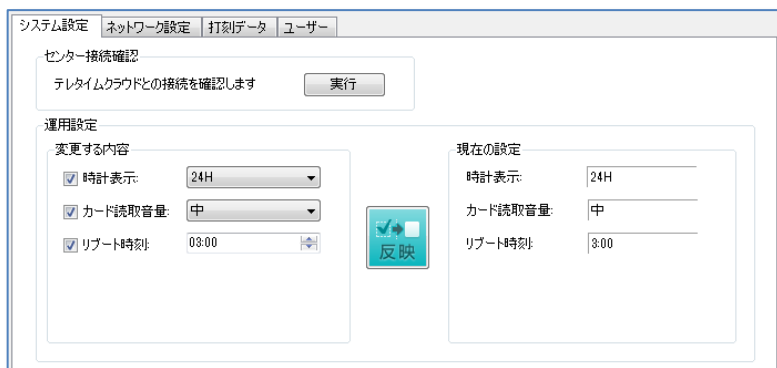 システム設定 ネットワーク設定 打刻データ ユーザー
センター接続確認
テレタイムクラウドとの接続を確認します 実行
運用設定
変更する内容
時計表示: 24H
カード読取音量: 中
リブート時刻: 03:00
反映
現在の設定
時計表示: 24H
カード読取音量: 中
リブート時刻: 3:00